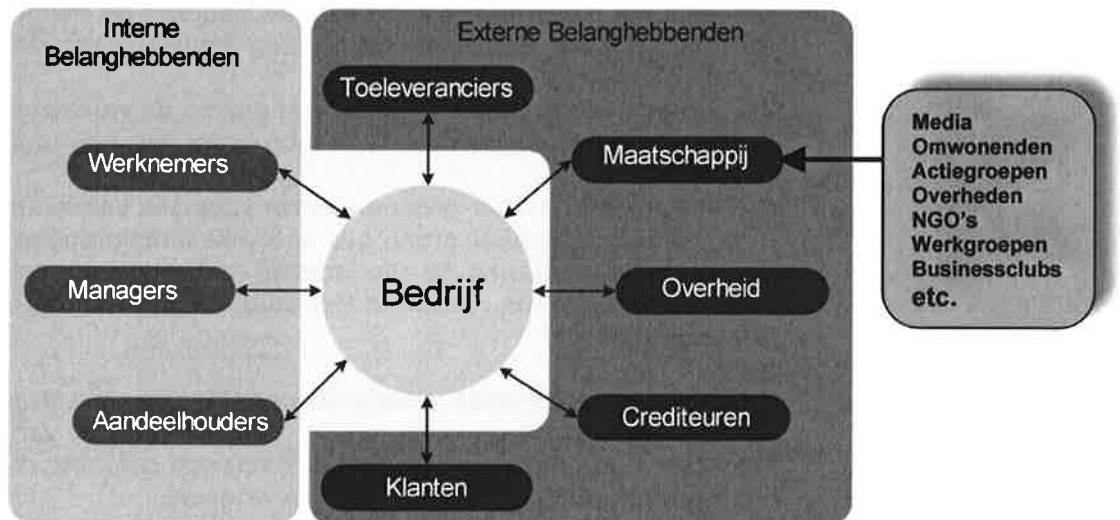 Interne
Belanghebbenden
Externe Belanghebbenden
Toeleveranciers
Werknemers
Maatschappij
Managers
Bedrijf
Overheid
Aandeelhouders
Crediteuren
Klanten
Media
Omwonenden
Actiegroepen
Overheden
NGO's
Werkgroepen
Businessclubs
etc.